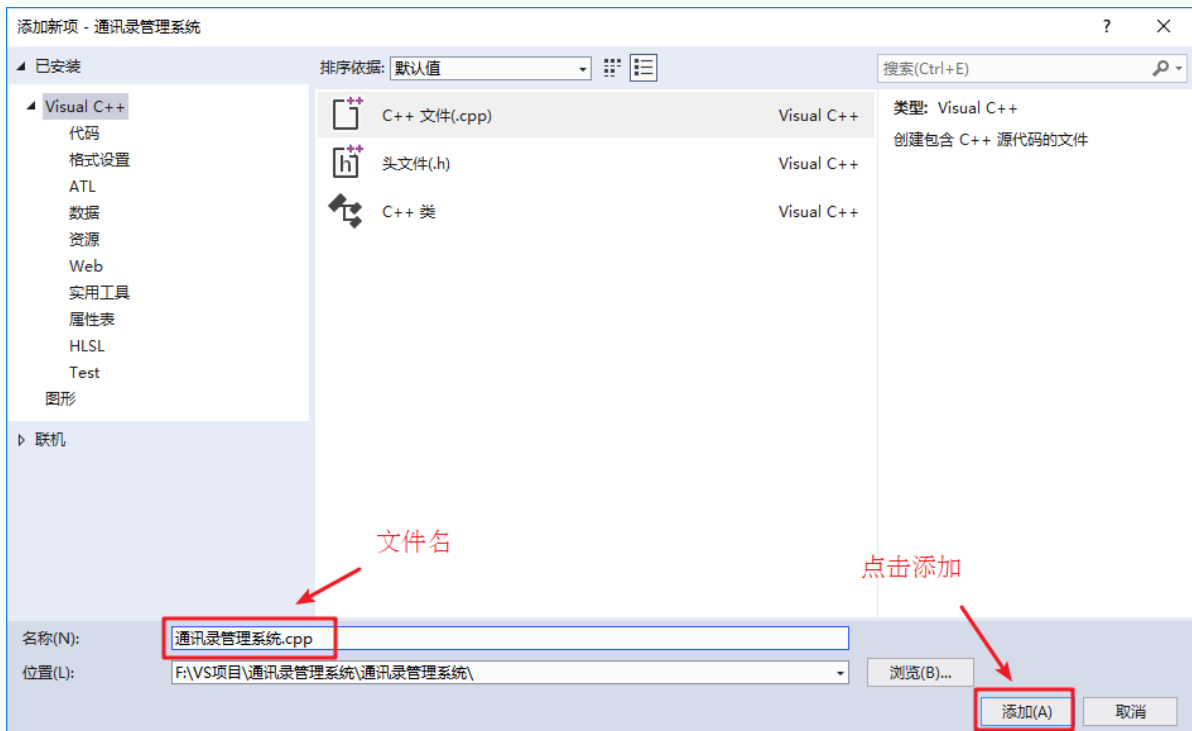 添加新项 - 通讯录管理系统
?
已安装
Visual C++
代码
格式设置
ATL
数据
资源
Web
实用工具
属性表
HLSL
Test
图形
联机
排序依据: 默认值
C++ 文件(.cpp) Visual C++
头文件(.h) Visual C++
C++ 类 Visual C++
搜索(Ctrl+E)
类型: Visual C++
创建包含 C++ 源代码的文件
文件名
点击添加
名称(N): 通讯录管理系统.cpp
位置(L): F:\VS项目\通讯录管理系统\通讯录管理系统\
浏览(B)...
添加(A) 取消